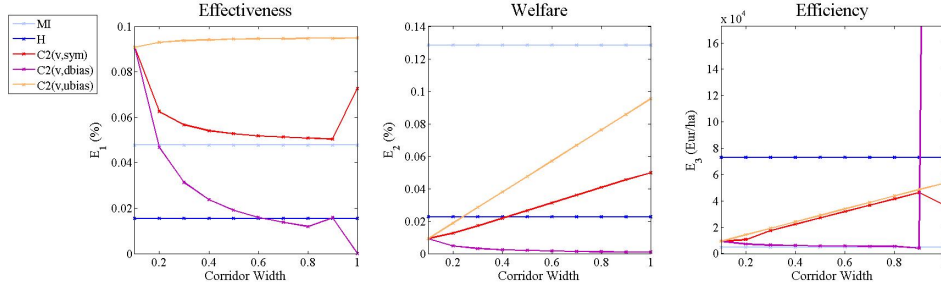 MI
H
C2(v,sym)
C2(v,dbias)
C2(v,ubias)
Effectiveness
0.1
0.08
0.06
0.04
0.02
0
E1 (%)
0.2 0.4 0.6 0.8 1
Corridor Width
Welfare
0.14
0.12
0.1
0.08
0.06
0.04
0.02
0
E2 (%)
0.2 0.4 0.6 0.8 1
Corridor Width
Efficiency
x 10^4
16
14
12
10
8
6
4
2
0
E3 (Eur/ha)
0.2 0.4 0.6 0.8
Corridor Width